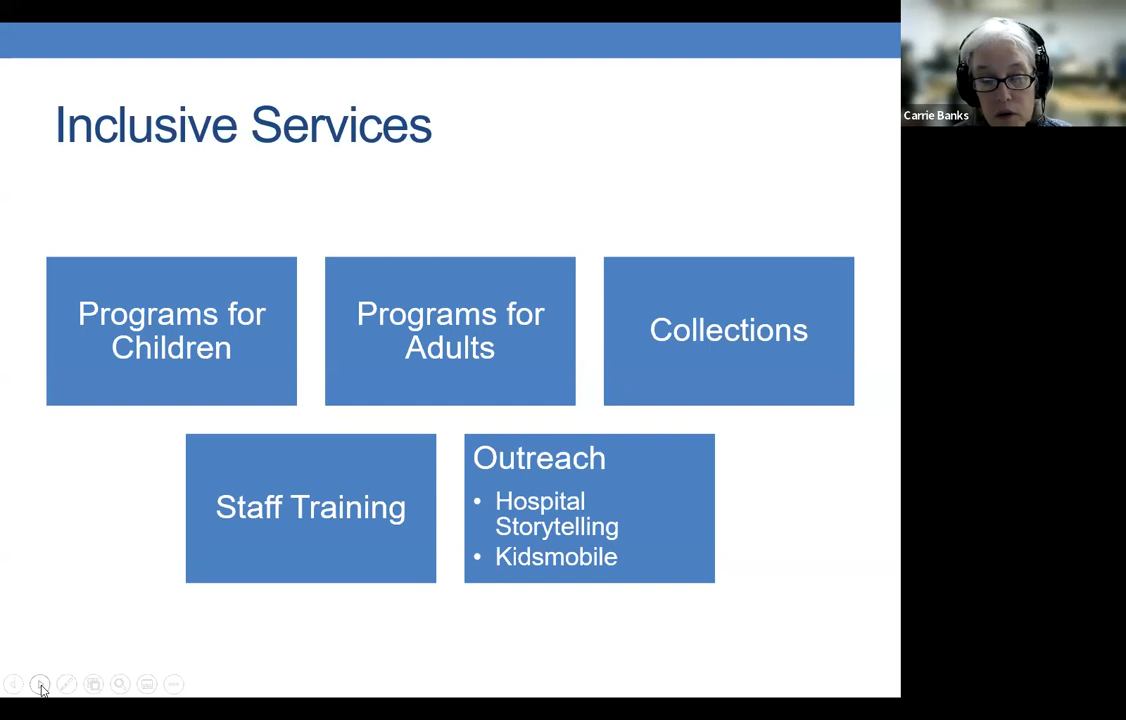 Inclusive Services
Programs for
Children
Programs for
Adults
Collections
Staff Training
Outreach
• Hospital
Storytelling
• Kidsmobile
Carrie Banks